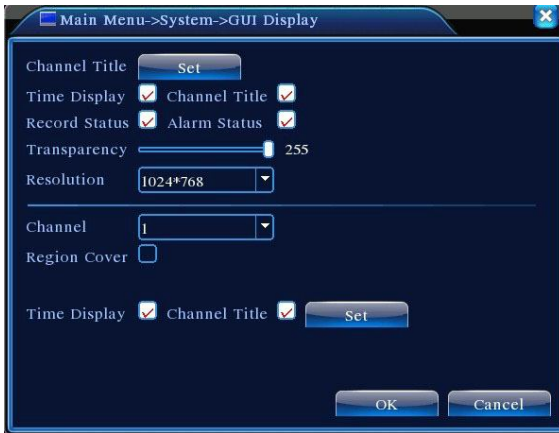 Main Menu->System->GUI Display
Channel Title Set
Time Display Channel Title
Record Status Alarm Status
Transparency 255
Resolution 1024*768
Channel 1
Region Cover
Time Display Channel Title Set
OK Cancel